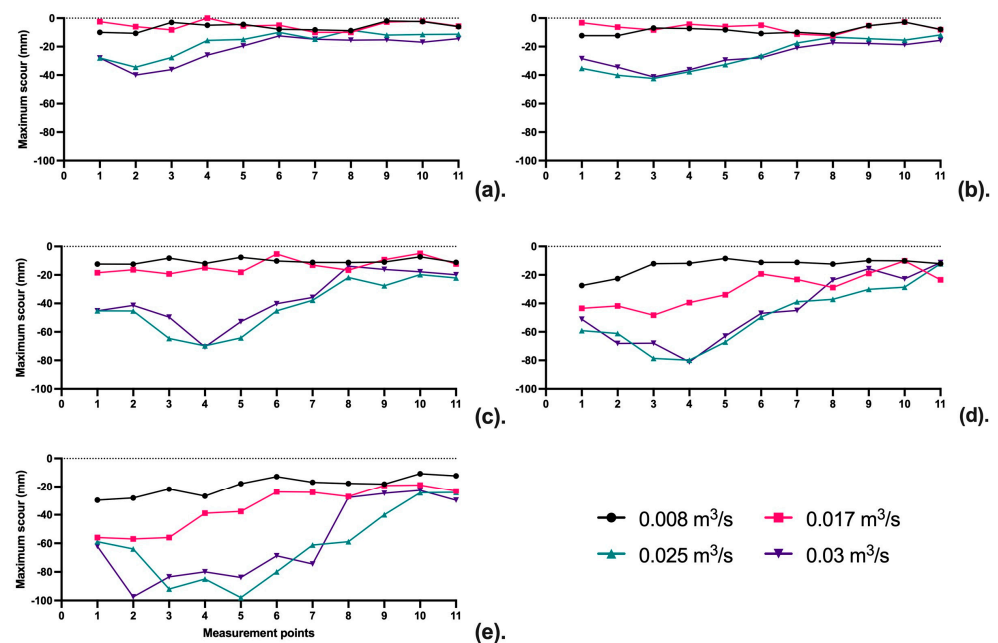 0
-20
-40
-60
-80
-100
Maximum scour (mm)
0 1 2 3 4 5 6 7 8 9 10 11
(a).
0
-20
-40
-60
-80
-100
0 1 2 3 4 5 6 7 8 9 10 11
(b).
0
-20
-40
-60
-80
-100
Maximum scour (mm)
0 1 2 3 4 5 6 7 8 9 10 11
(c).
0
-20
-40
-60
-80
-100
0 1 2 3 4 5 6 7 8 9 10 11
(d).
0
-20
-40
-60
-80
-100
Maximum scour (mm)
0 1 2 3 4 5 6 7 8 9 10 11
Measurement points
(e).
0.008 m³/s 0.017 m³/s
0.025 m³/s 0.03 m³/s